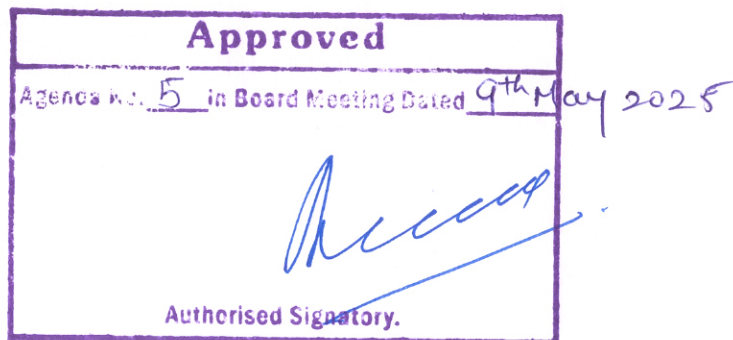 Approved
Agenda No. 5 in Board Meeting Dated 9th May 2025
Authorised Signatory.